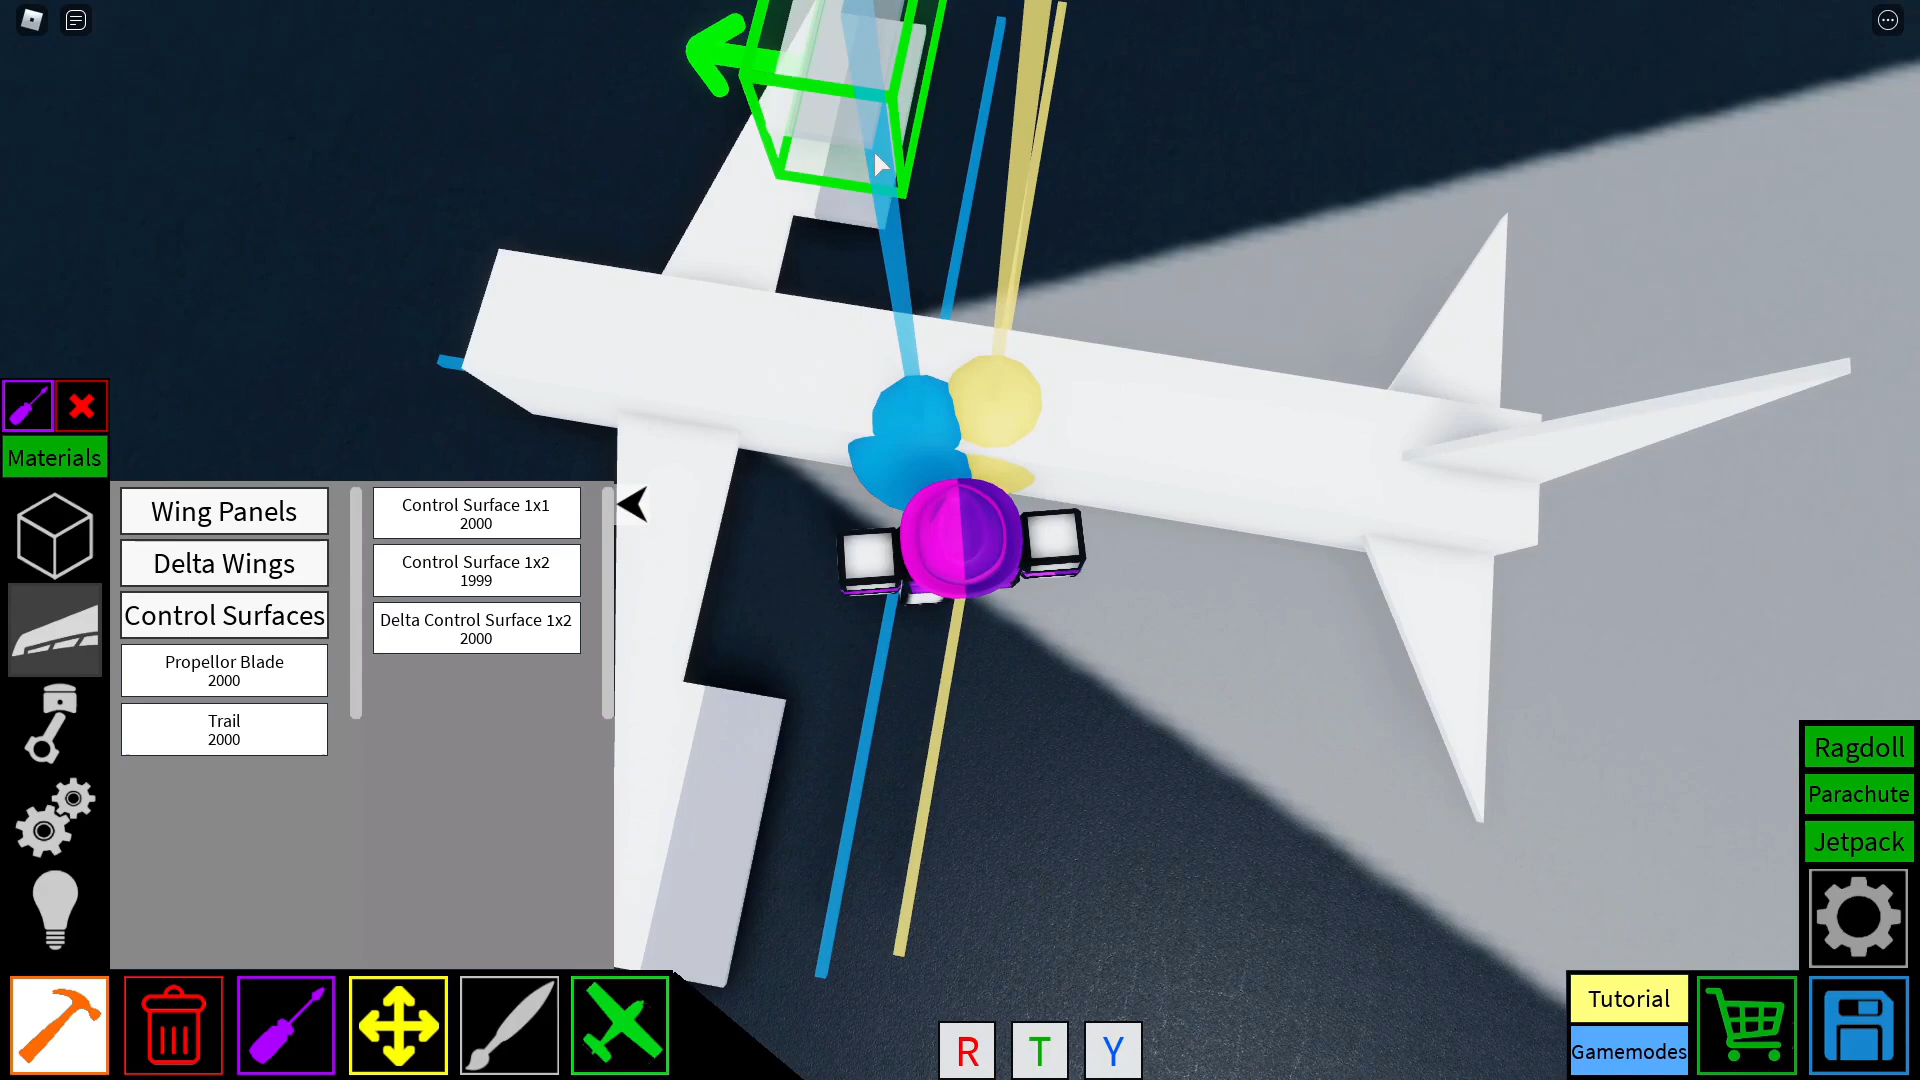 Materials
Wing Panels
Delta Wings
Control Surfaces
Propellor Blade
2000
Trail
2000
Control Surface 1x1
2000
Control Surface 1x2
1999
Delta Control Surface 1x2
2000
Ragdoll
Parachute
Jetpack
Tutorial
Gamemodes
R T Y